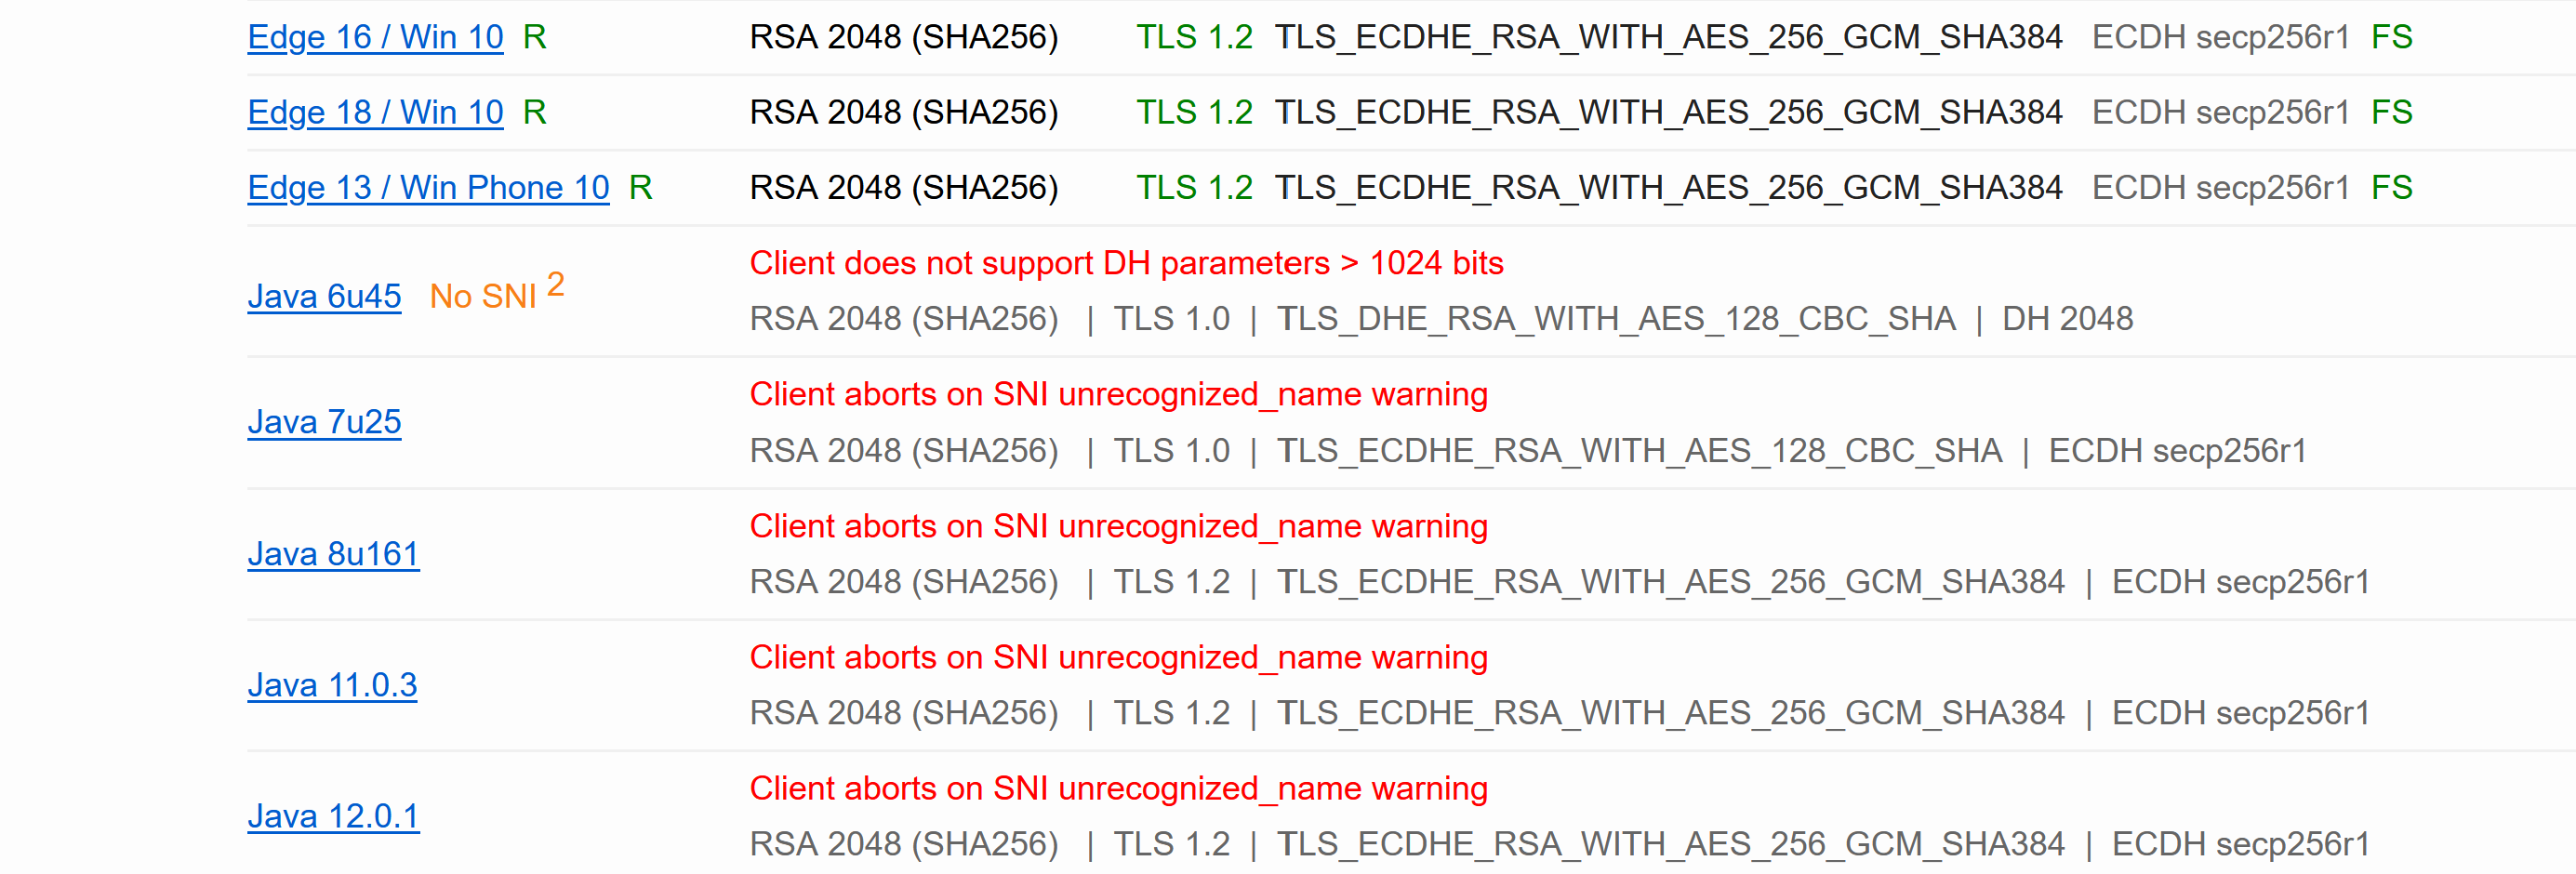 Edge 16 / Win 10 R RSA 2048 (SHA256) TLS 1.2 TLS_ECDHE_RSA_WITH_AES_256_GCM_SHA384 ECDH secp256r1 FS
Edge 18 / Win 10 R RSA 2048 (SHA256) TLS 1.2 TLS_ECDHE_RSA_WITH_AES_256_GCM_SHA384 ECDH secp256r1 FS
Edge 13 / Win Phone 10 R RSA 2048 (SHA256) TLS 1.2 TLS_ECDHE_RSA_WITH_AES_256_GCM_SHA384 ECDH secp256r1 FS
Java 6u45 No SNI 2
Client does not support DH parameters > 1024 bits
RSA 2048 (SHA256) | TLS 1.0 | TLS_DHE_RSA_WITH_AES_128_CBC_SHA | DH 2048
Java 7u25
Client aborts on SNI unrecognized_name warning
RSA 2048 (SHA256) | TLS 1.0 | TLS_ECDHE_RSA_WITH_AES_128_CBC_SHA | ECDH secp256r1
Java 8u161
Client aborts on SNI unrecognized_name warning
RSA 2048 (SHA256) | TLS 1.2 | TLS_ECDHE_RSA_WITH_AES_256_GCM_SHA384 | ECDH secp256r1
Java 11.0.3
Client aborts on SNI unrecognized_name warning
RSA 2048 (SHA256) | TLS 1.2 | TLS_ECDHE_RSA_WITH_AES_256_GCM_SHA384 | ECDH secp256r1
Java 12.0.1
Client aborts on SNI unrecognized_name warning
RSA 2048 (SHA256) | TLS 1.2 | TLS_ECDHE_RSA_WITH_AES_256_GCM_SHA384 | ECDH secp256r1